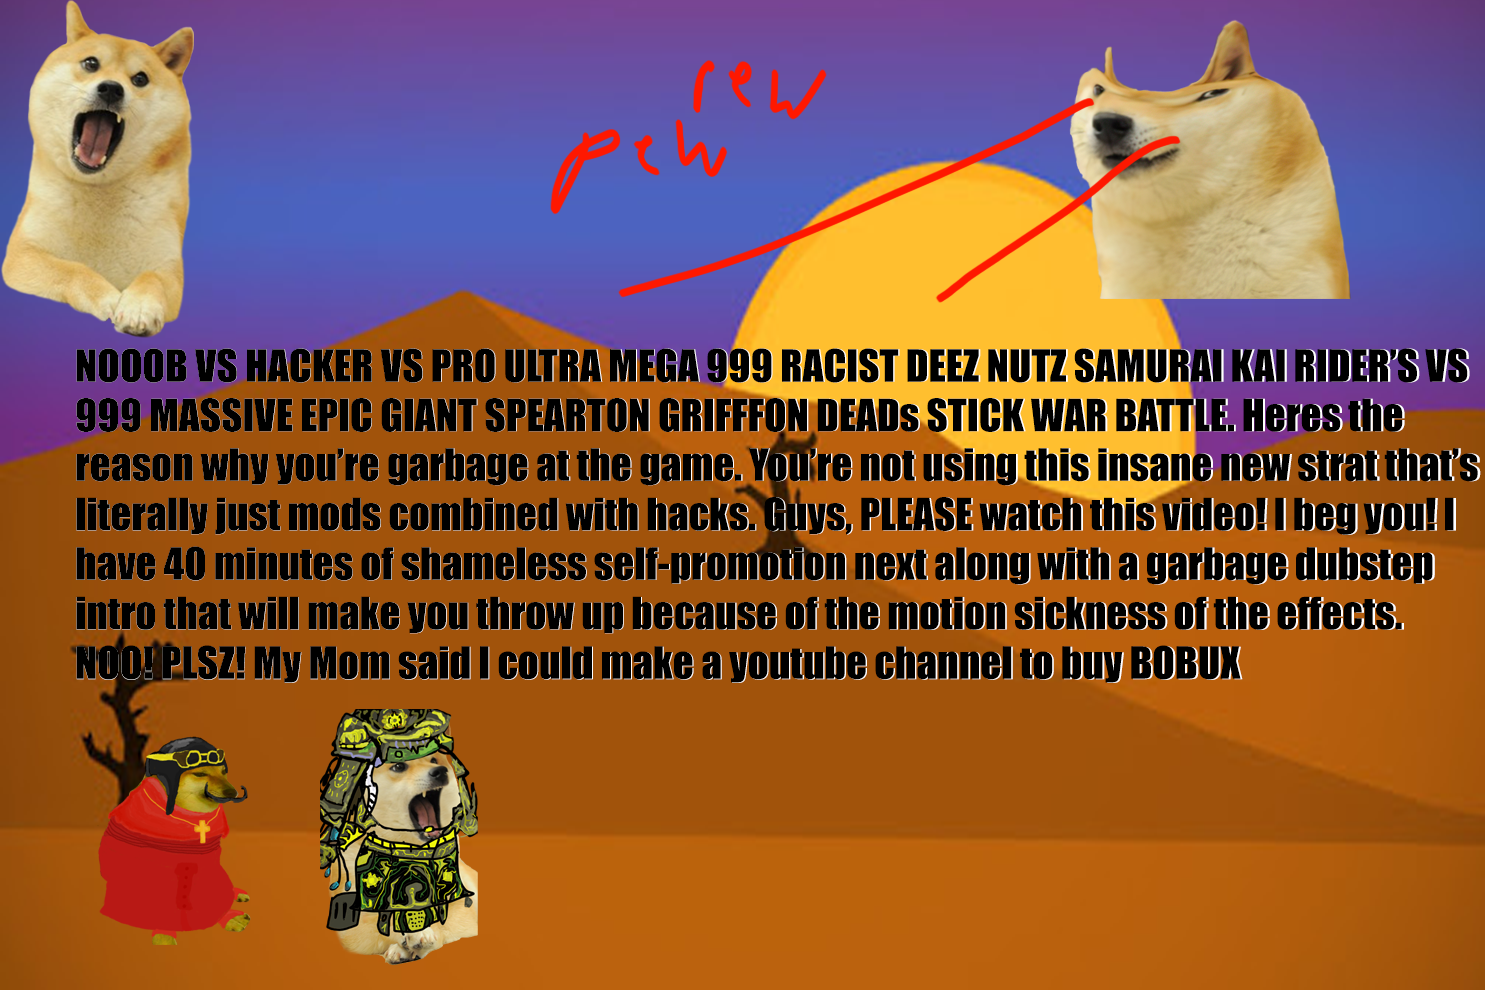 rew
pew
NOOOB VS HACKER VS PRO ULTRA MEGA 999 RACIST DEEZ NUTZ SAMURAI KAI RIDER’S VS
999 MASSIVE EPIC GIANT SPEARTON GRIFFFON DEADs STICK WAR BATTLE. Heres the
reason why you’re garbage at the game. You’re not using this insane new strat that’s
literally just mods combined with hacks. Guys, PLEASE watch this video! I beg you! I
have 40 minutes of shameless self-promotion next along with a garbage dubstep
intro that will make you throw up because of the motion sickness of the effects.
NOO! PLSZ! My Mom said I could make a youtube channel to buy BOBUX